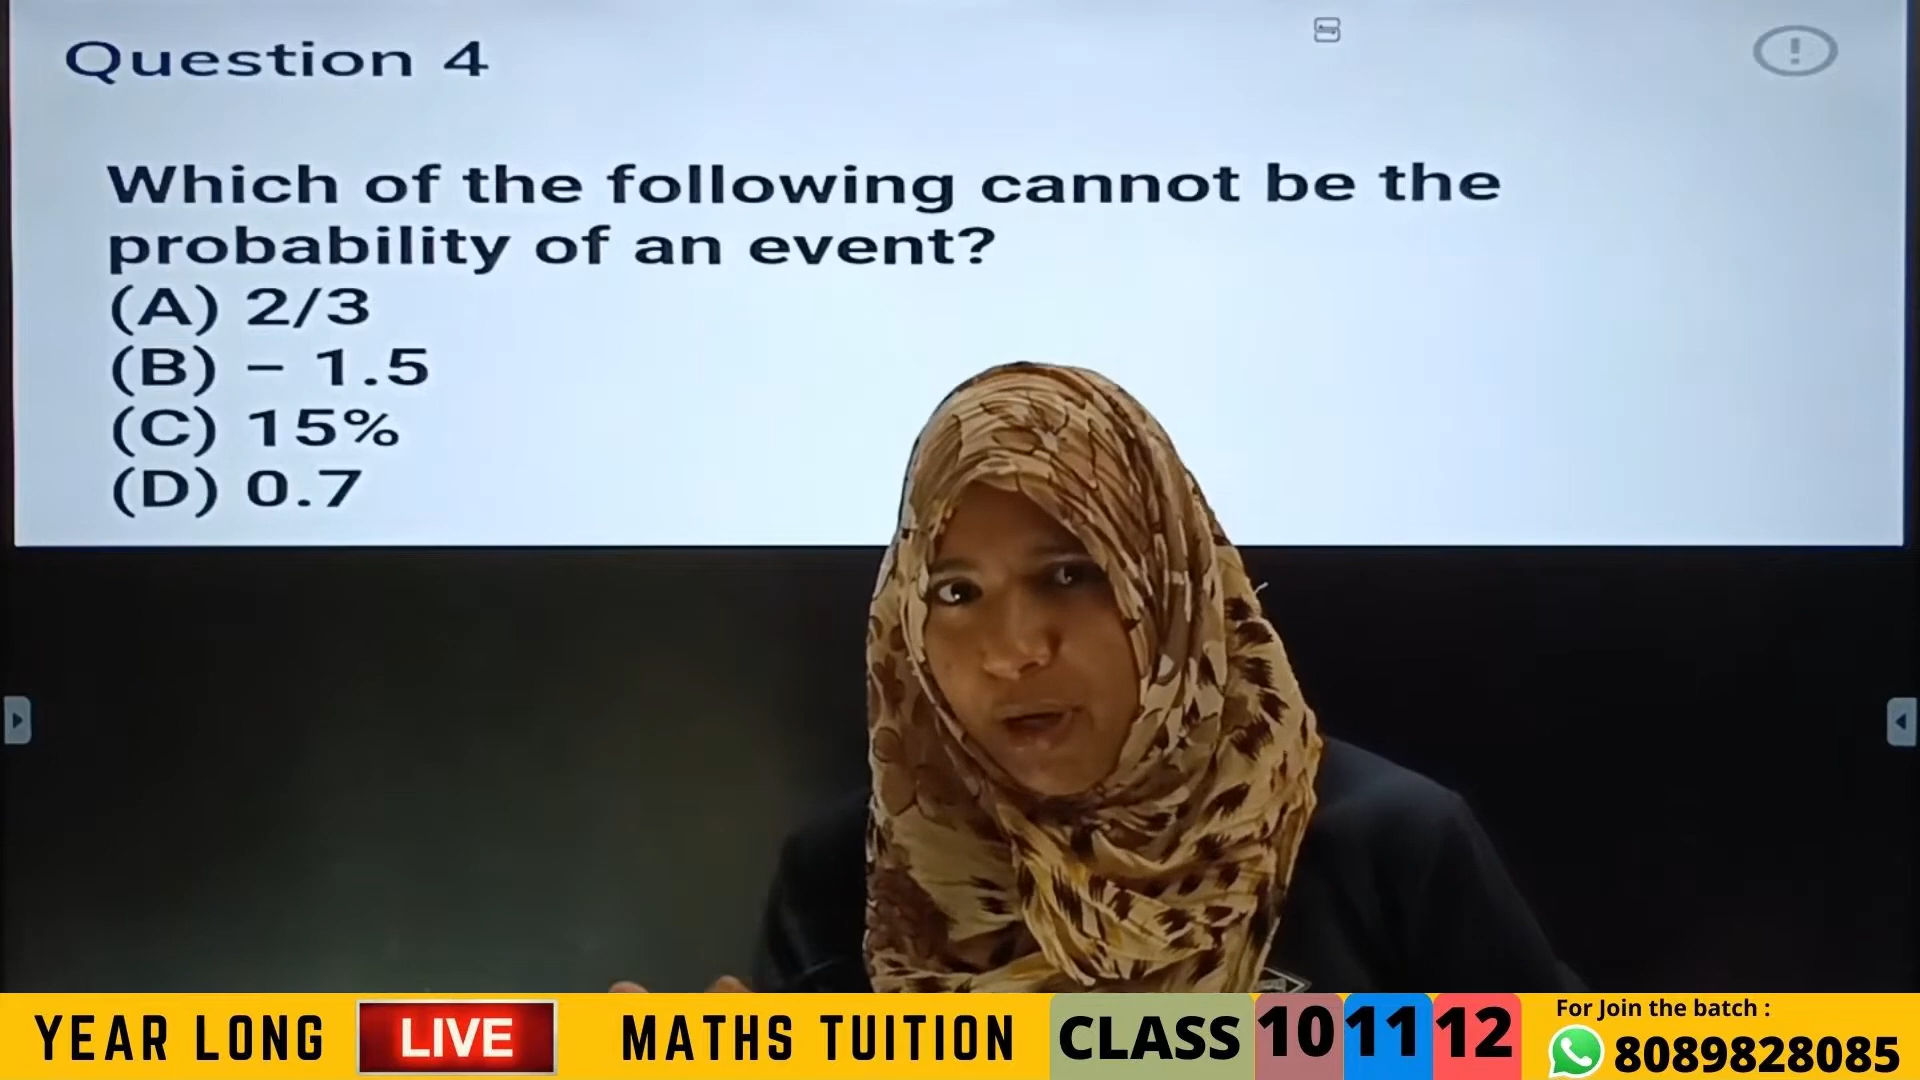 Question 4
Which of the following cannot be the
probability of an event?
(A) 2/3
(B) – 1.5
(C) 15%
(D) 0.7
YEAR LONG LIVE MATHS TUITION CLASS 10 11 12
For Join the batch :
8089828085